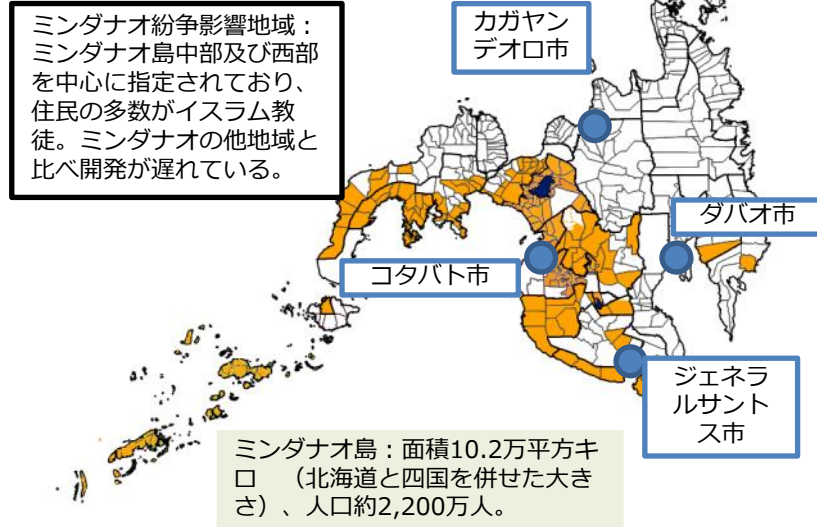 ミンダナオ紛争影響地域：
ミンダナオ島中部及び西部
を中心に指定されており、
住民の多数がイスラム教
徒。ミンダナオの他地域と
比べ開発が遅れている。
カガヤン
デオロ市
ダバオ市
コタバト市
ジェネラ
ルサント
ス市
ミンダナオ島：面積10.2万平方キ
ロ　（北海道と四国を併せた大き
さ）、人口約2,200万人。